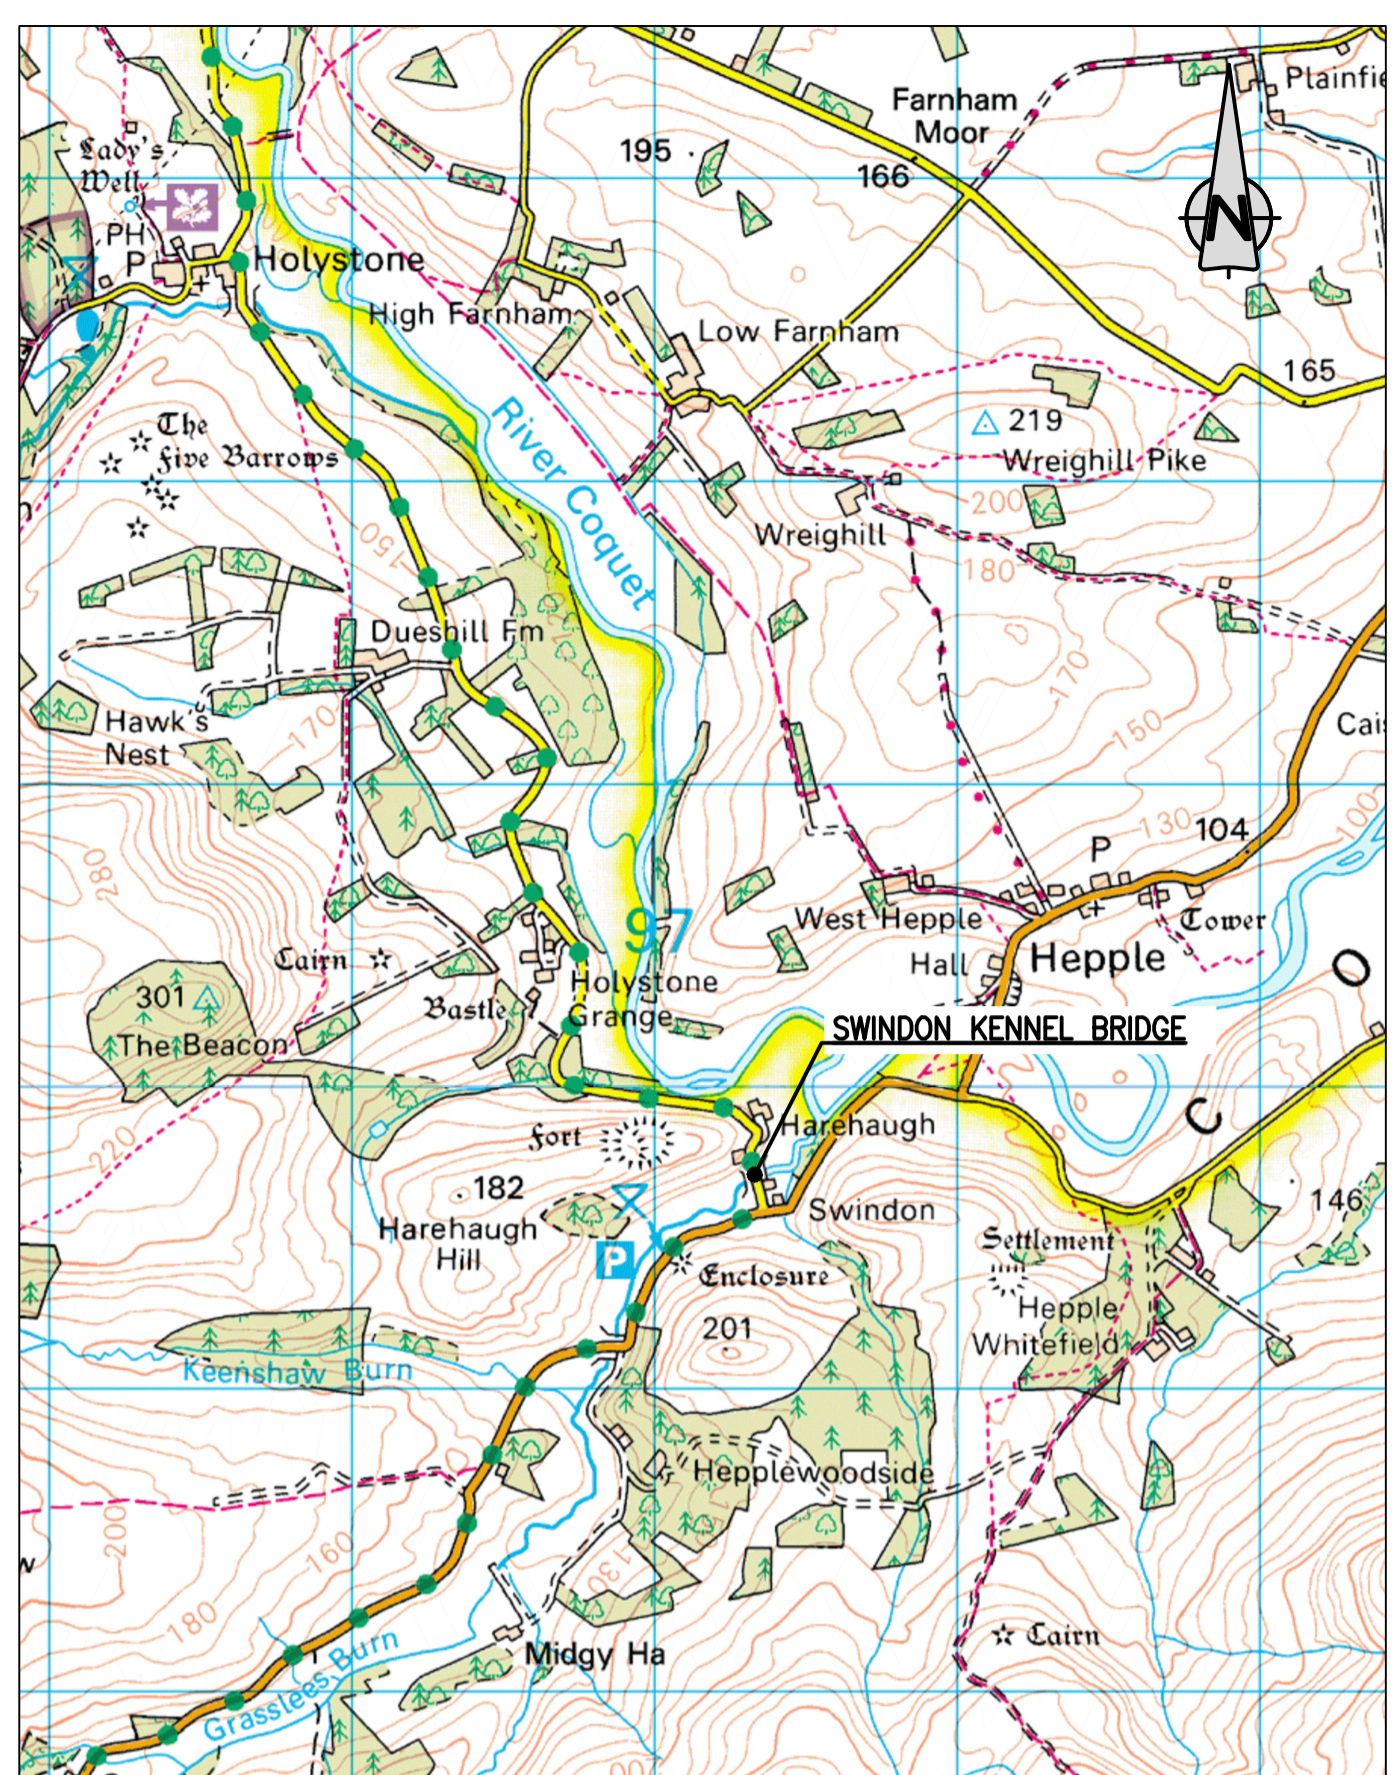 Plainfie
Farnham
Moor
195
166
Lady's
Well
PH
P
Holystone
N
High Farnham
Low Farnham
165
219
Wreighill Pike
The
Five Barrows
River Coquet
200
Wreighill
150
180
Dueshill Fm
170
170
Hawk's
Nest
150
Cais
130
104
100
P
280
97
West Hepple
Tower
Hall
Hepple
Cairn
Holystone
Grange
Bastle
301
The Beacon
O
SWINDON KENNEL BRIDGE
C
Harehaugh
Fort
220
182
Harehaugh
Hill
Swindon
146
P
Enclosure
Settlement
201
Hepple
Whitefield
Keenshaw Burn
Hepplewoodside
200
160
130
180
Cairn
Midgy Ha
Grasslees Burn